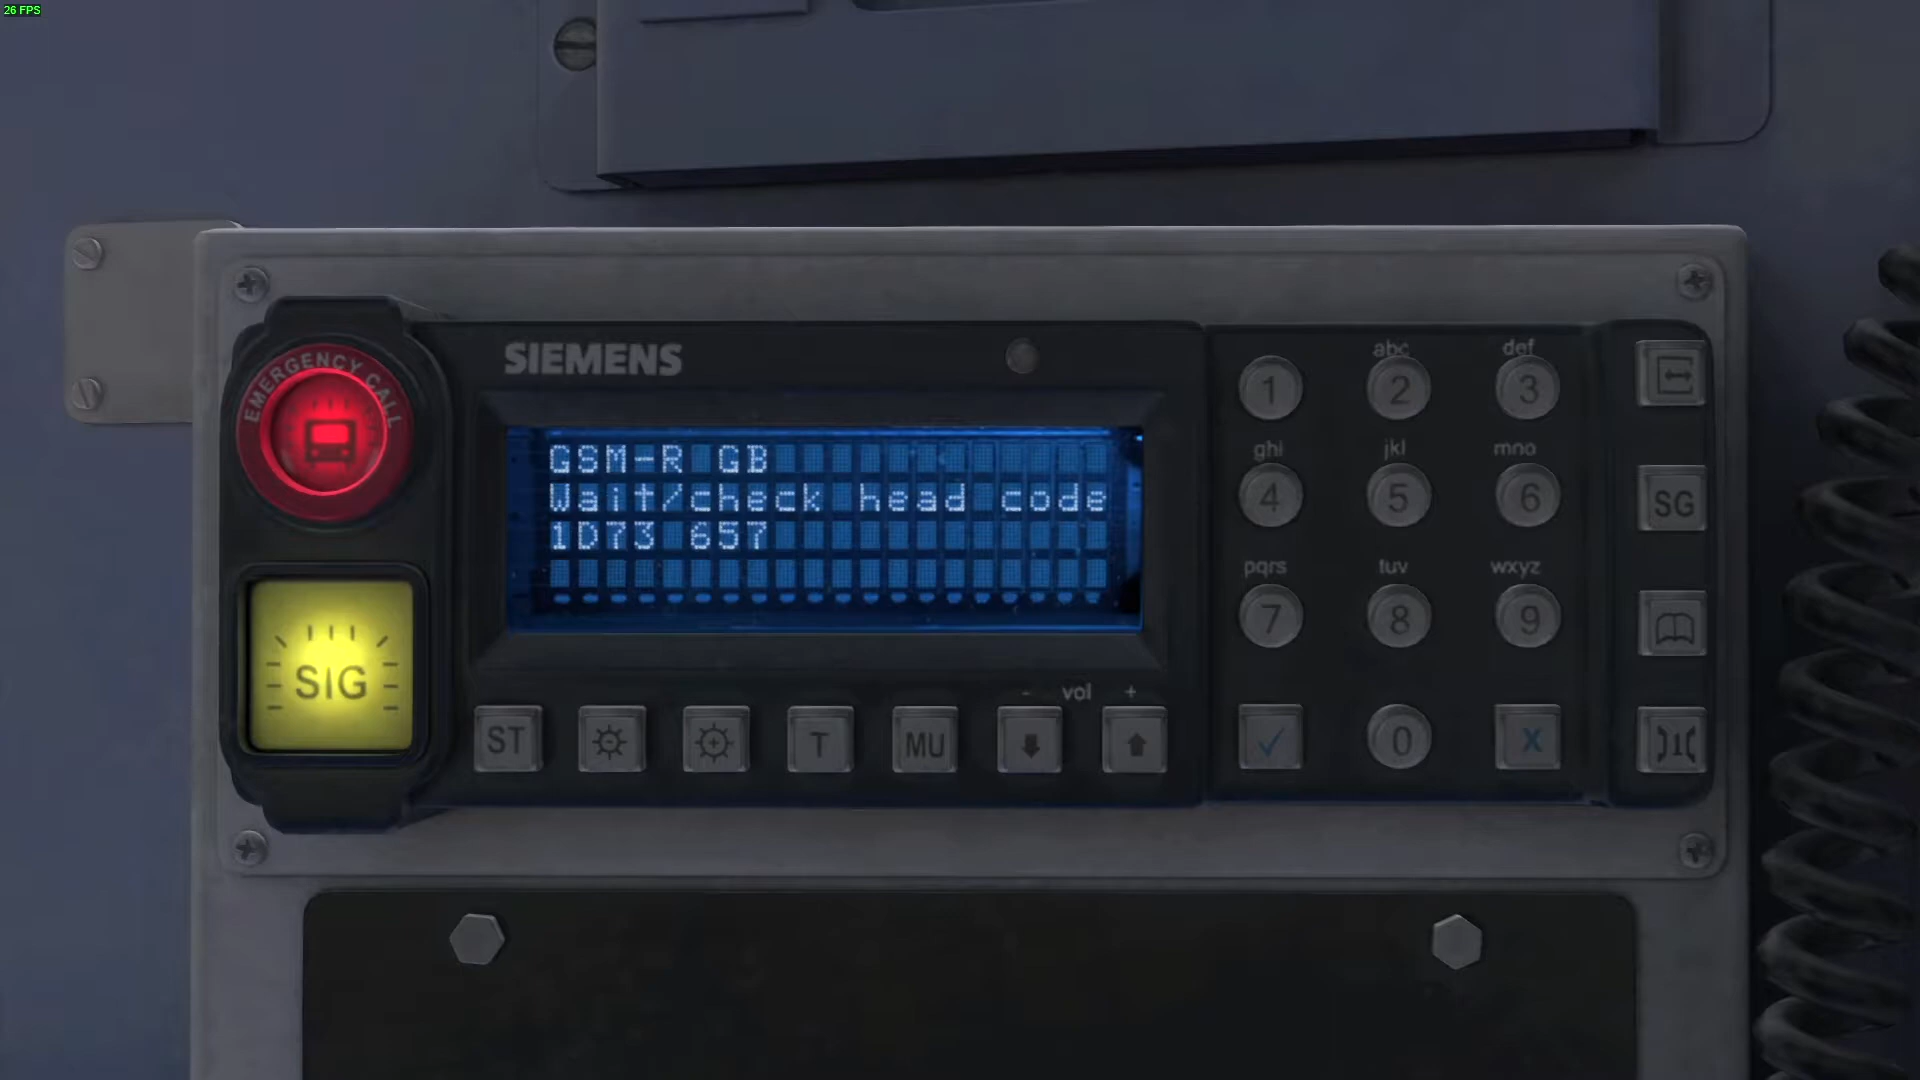 26 FPS
EMERGENCY CALL
SIEMENS
GSM-R GB
Wait/check head code
1D73 657
SIG
- vol +
ST
T
MU
1
abc
2
def
3
ghi
4
jkl
5
mno
6
pqrs
7
tuv
8
wxyz
9
0
X
SG